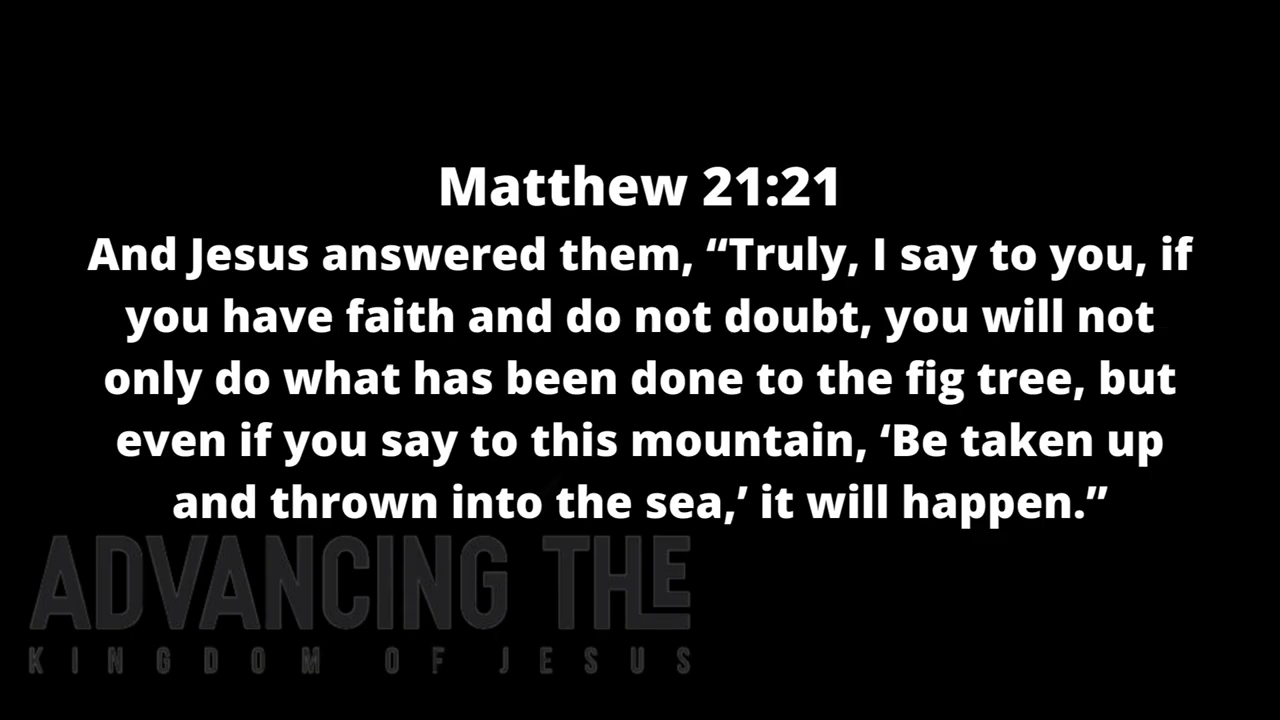 Matthew 21:21
And Jesus answered them, “Truly, I say to you, if
you have faith and do not doubt, you will not
only do what has been done to the fig tree, but
even if you say to this mountain, ‘Be taken up
and thrown into the sea,’ it will happen.”
ADVANCING THE
KINGDOM OF JESUS